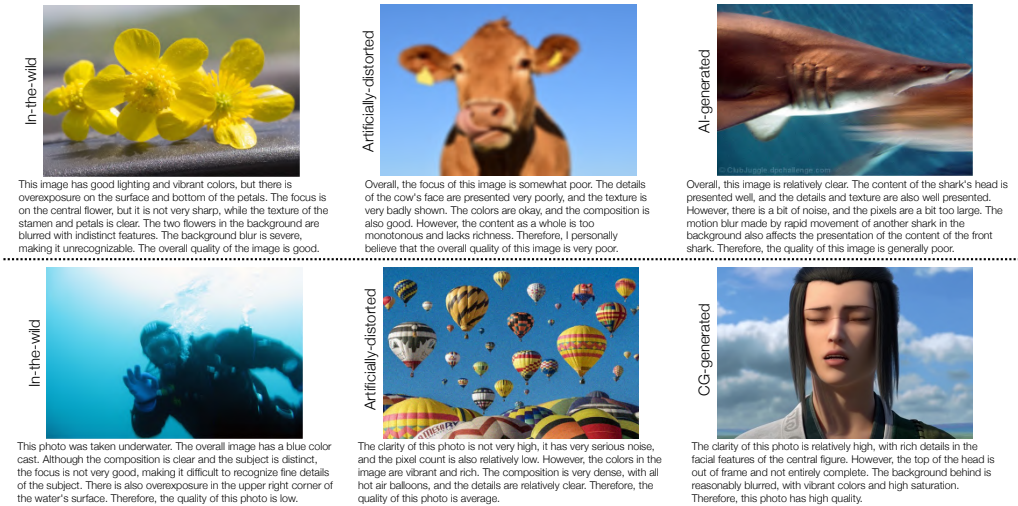 In-the-wild
This image has good lighting and vibrant colors, but there is
overexposure on the surface and bottom of the petals. The focus is
on the central flower, but it is not very sharp, while the texture of the
stamen and petals is clear. The two flowers in the background are
blurred with indistinct features. The background blur is severe,
making it unrecognizable. The overall quality of the image is good.
Artificially-distorted
Overall, the focus of this image is somewhat poor. The details
of the cow's face are presented very poorly, and the texture is
very badly shown. The colors are okay, and the composition is
also good. However, the content as a whole is too
monotonous and lacks richness. Therefore, I personally
believe that the overall quality of this image is very poor.
AI-generated
© ClubJuggle dpchallenge.com
Overall, this image is relatively clear. The content of the shark's head is
presented well, and the details and texture are also well presented.
However, there is a bit of noise, and the pixels are a bit too large. The
motion blur made by rapid movement of another shark in the
background also affects the presentation of the content of the front
shark. Therefore, the quality of this image is generally poor.
In-the-wild
This photo was taken underwater. The overall image has a blue color
cast. Although the composition is clear and the subject is distinct,
the focus is not very good, making it difficult to recognize fine details
of the subject. There is also overexposure in the upper right corner of
the water's surface. Therefore, the quality of this photo is low.
Artificially-distorted
The clarity of this photo is not very high, it has very serious noise,
and the pixel count is also relatively low. However, the colors in the
image are vibrant and rich. The composition is very dense, with all
hot air balloons, and the details are relatively clear. Therefore, the
quality of this photo is average.
CG-generated
The clarity of this photo is relatively high, with rich details in the
facial features of the central figure. However, the top of the head is
out of frame and not entirely complete. The background behind is
reasonably blurred, with vibrant colors and high saturation.
Therefore, this photo has high quality.